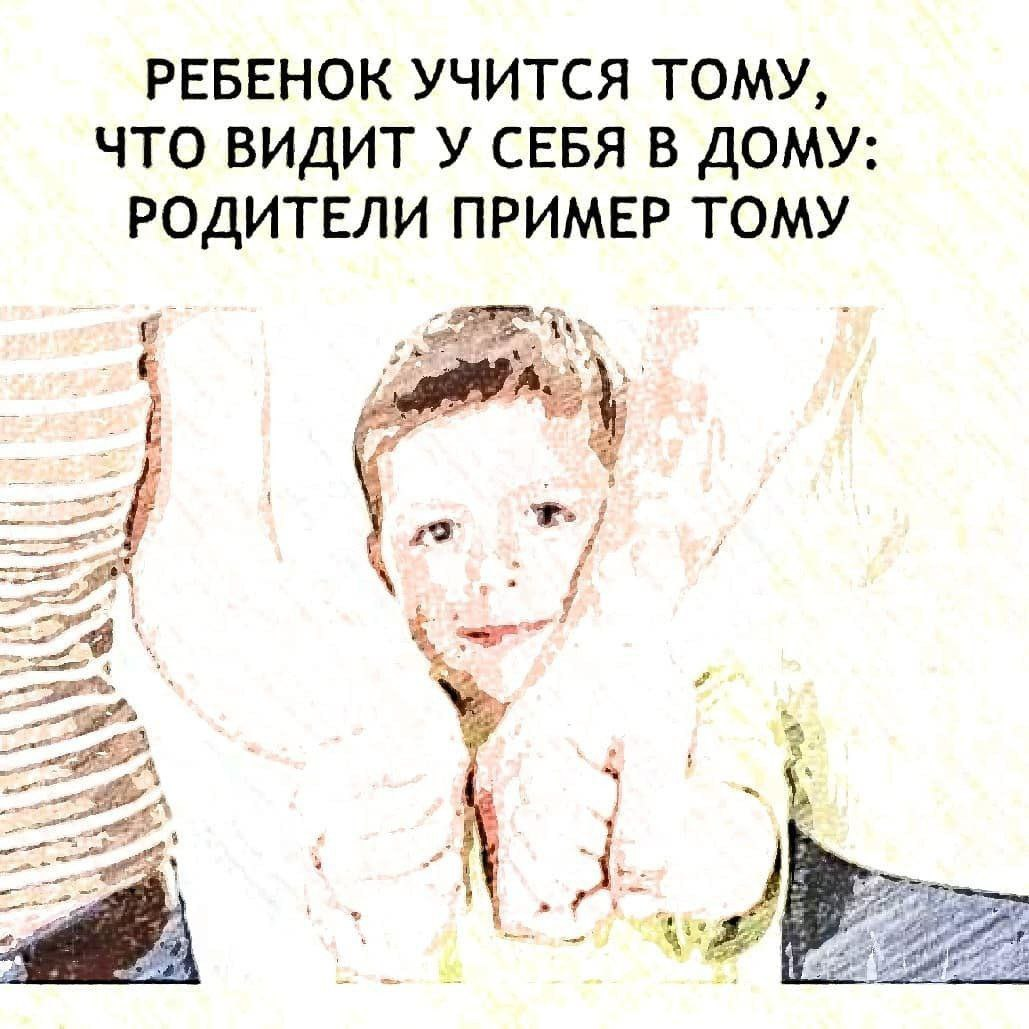 РЕБЕНОК УЧИТСЯ ТОМУ,
ЧТО ВИДИТ У СЕБЯ В ДОМУ:
РОДИТЕЛИ ПРИМЕР ТОМУ